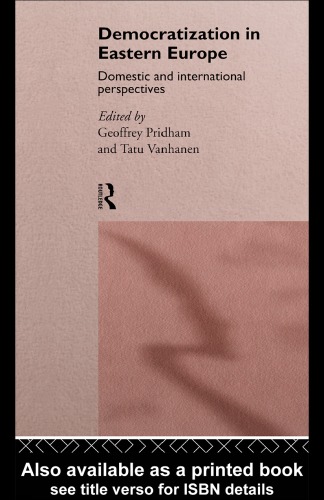 Democratization in
Eastern Europe
Domestic and international
perspectives
Edited by
Geoffrey Pridham
and Tatu Vanhanen
ROUTLEDGE
Also available as a printed book
see title verso for ISBN details